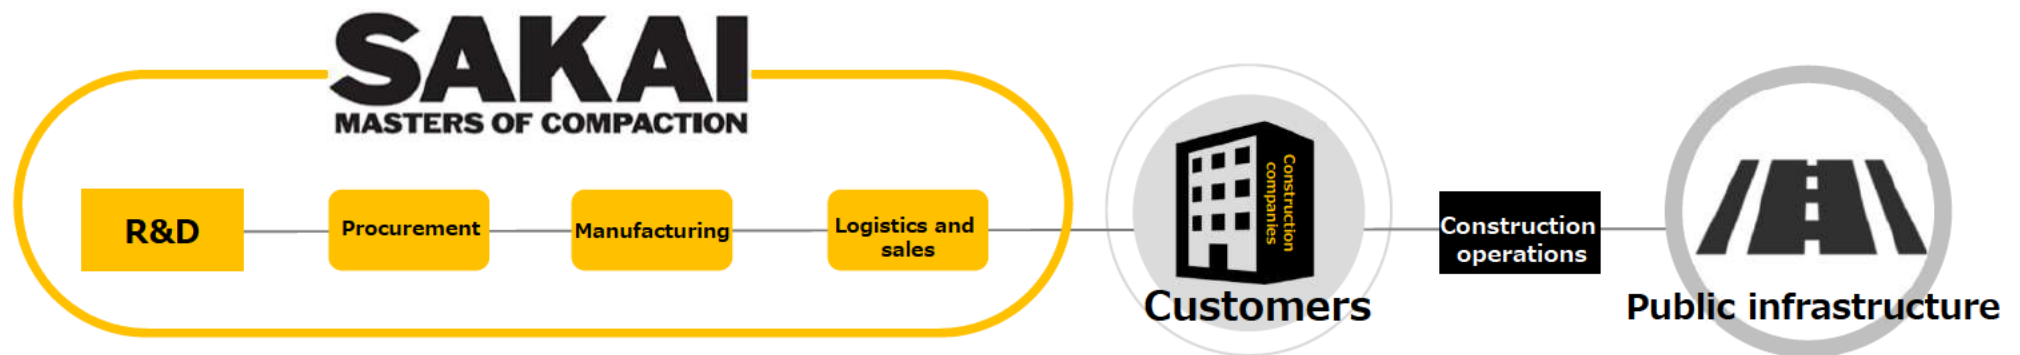 SAKAI
MASTERS OF COMPACTION
R&D
Procurement
Manufacturing
Logistics and
sales
Construction
companies
Customers
Construction
operations
Public infrastructure